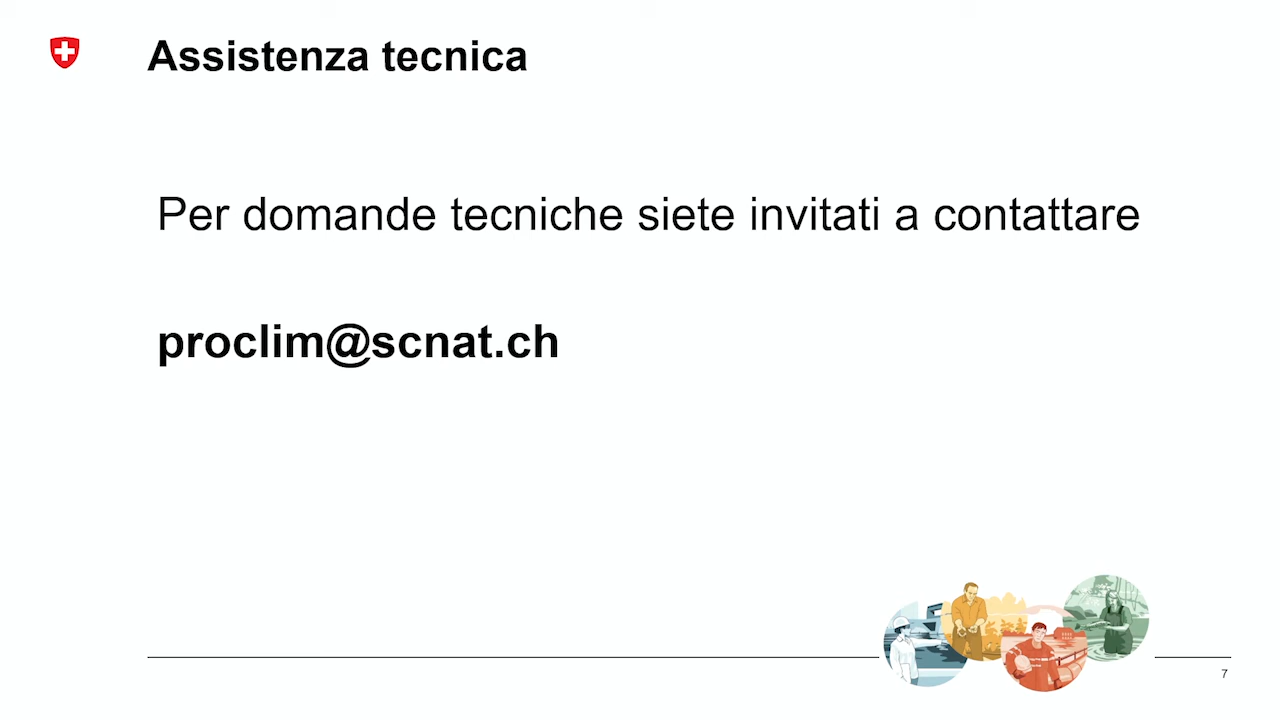 Assistenza tecnica
Per domande tecniche siete invitati a contattare
proclim@scnat.ch
7